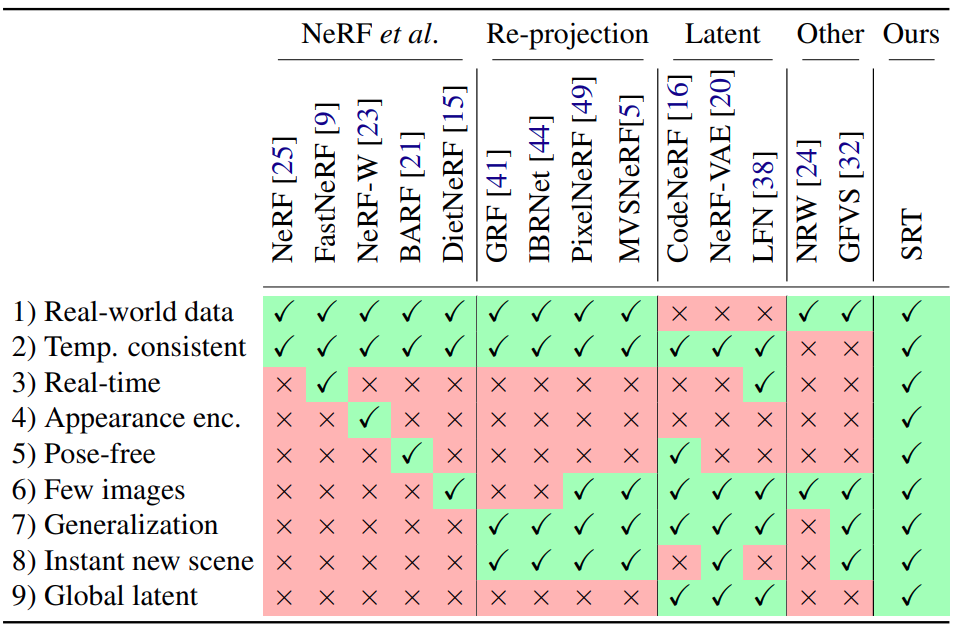 NeRF et al. Re-projection Latent Other Ours
NeRF [25] FastNeRF [9] NeRF-W [23] BARF [21] DietNeRF [15] GRF [41] IBRNet [44] PixelNeRF [49] MVSNeRF[5] CodeNeRF [16] NeRF-VAE [20] LFN [38] NRW [24] GFVS [32] SRT
1) Real-world data ✓ ✓ ✓ ✓ ✓ ✓ ✓ ✓ ✓ × × × ✓ ✓ ✓
2) Temp. consistent ✓ ✓ ✓ ✓ ✓ ✓ ✓ ✓ ✓ ✓ ✓ ✓ × × ✓
3) Real-time × ✓ × × × × × × × × × ✓ × × ✓
4) Appearance enc. × × ✓ × × × × × × × × × × × ✓
5) Pose-free × × × ✓ × × × × × ✓ × × × × ✓
6) Few images × × × × ✓ × × ✓ ✓ ✓ ✓ ✓ ✓ ✓ ✓
7) Generalization × × × × × ✓ ✓ ✓ ✓ ✓ ✓ ✓ × ✓ ✓
8) Instant new scene × × × × × ✓ ✓ ✓ ✓ × ✓ × × ✓ ✓
9) Global latent × × × × × × × × × ✓ ✓ ✓ × × ✓